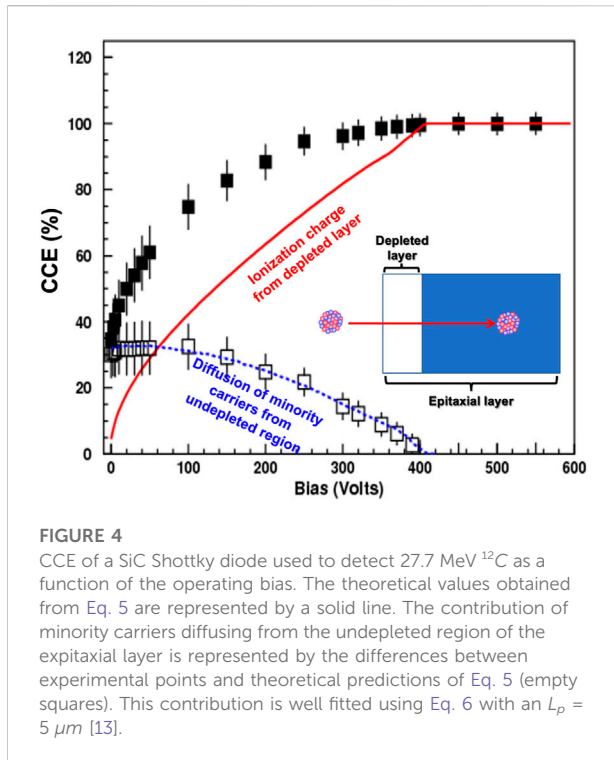 120
100
80
60
40
20
0
CCE (%)
0
100
200
300
400
500
600
Bias (Volts)
Ionization charge
from depleted layer
Diffusion of minority
carriers from
undepleted region
Depleted
layer
Epitaxial layer
FIGURE 4
CCE of a SiC Shottky diode used to detect 27.7 MeV ¹²C as a
function of the operating bias. The theoretical values obtained
from Eq. 5 are represented by a solid line. The contribution of
minority carriers diffusing from the undepleted region of the
expitaxial layer is represented by the differences between
experimental points and theoretical predictions of Eq. 5 (empty
squares). This contribution is well fitted using Eq. 6 with an Lₚ =
5 μm [13].